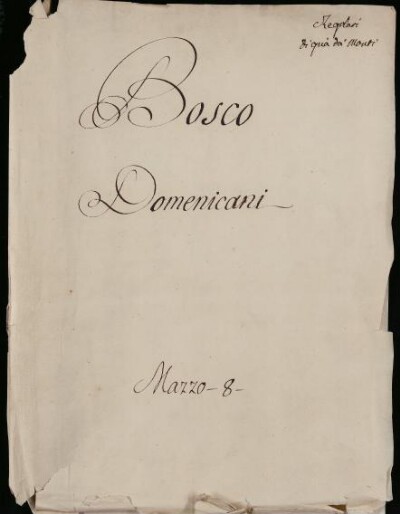 Regolari
di quà da' Monti
Bosco
Domenicani
Mazzo - 8 -